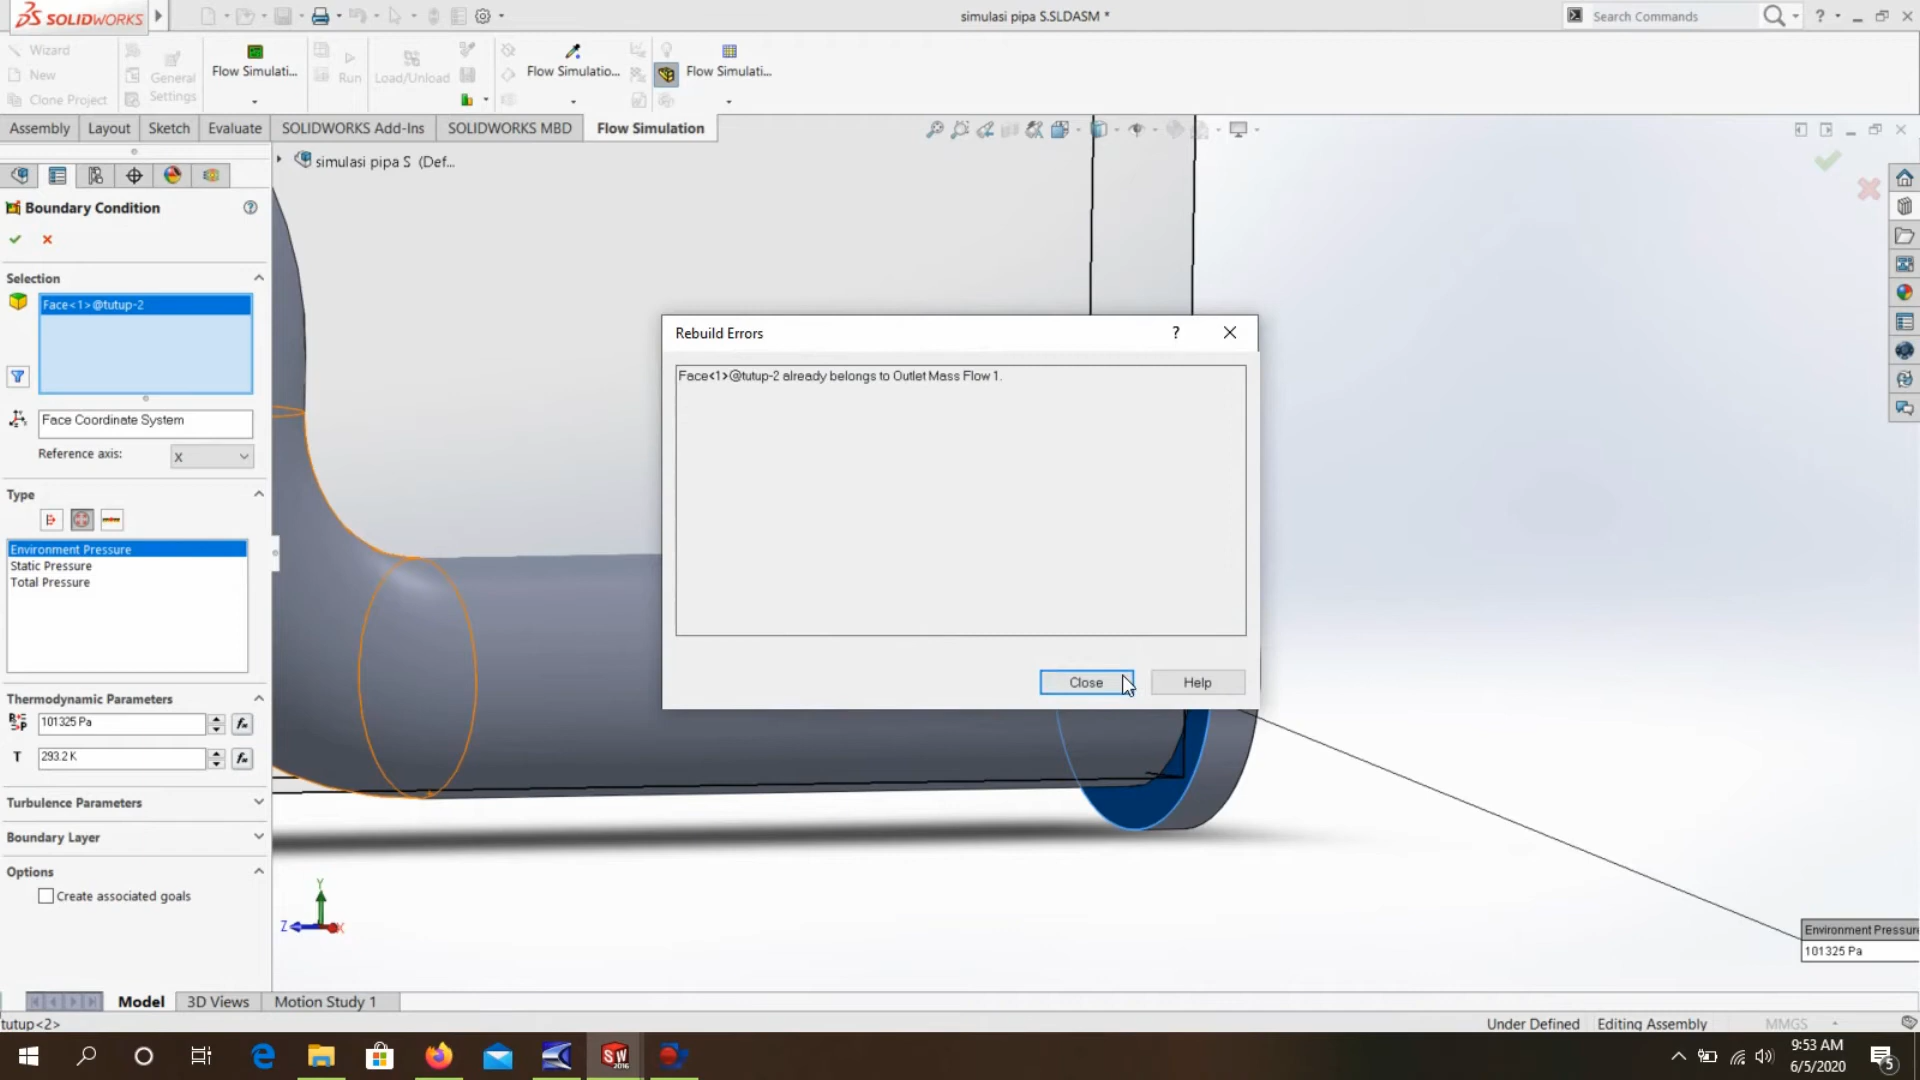 SOLIDWORKS
simulasi pipa S.SLDASM *
Search Commands
?
Wizard
New
Clone Project
General Settings
Flow Simulati...
Run
Load/Unload
Flow Simulatio...
Flow Simulati...
Assembly Layout Sketch Evaluate SOLIDWORKS Add-Ins SOLIDWORKS MBD Flow Simulation
simulasi pipa S (Def...
Boundary Condition
?
Selection
Face<1>@tutup-2
Face Coordinate System
Reference axis: X
Type
Environment Pressure
Static Pressure
Total Pressure
Thermodynamic Parameters
101325 Pa
T 293.2 K
Turbulence Parameters
Boundary Layer
Options
Create associated goals
Rebuild Errors
?
Face<1>@tutup-2 already belongs to Outlet Mass Flow 1.
Close
Help
Y
Z
X
Environment Pressure
101325 Pa
Model 3D Views Motion Study 1
tutup<2>
Under Defined Editing Assembly MMGS
SW
2016
9:53 AM
6/5/2020
5